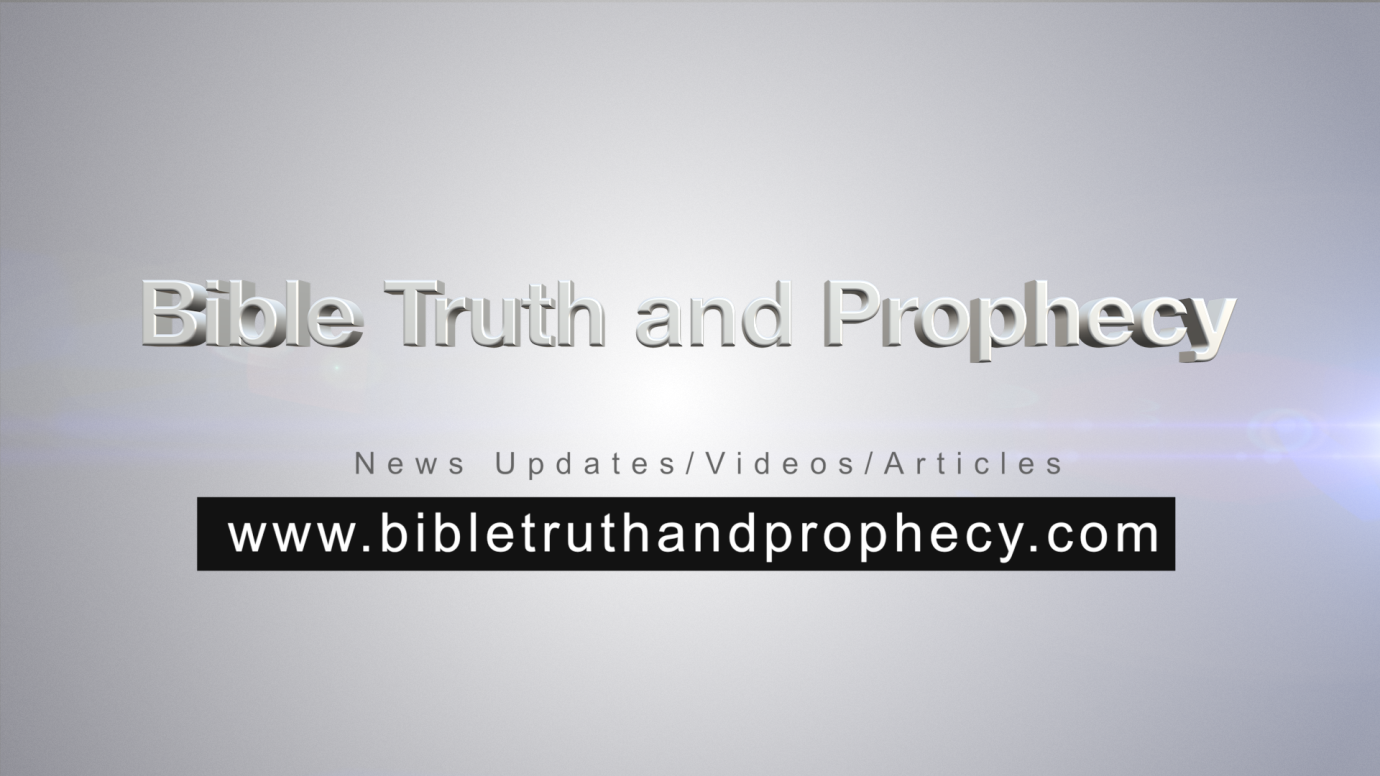 Bible Truth and Prophecy
News Updates/Videos/Articles
www.bibletruthandprophecy.com